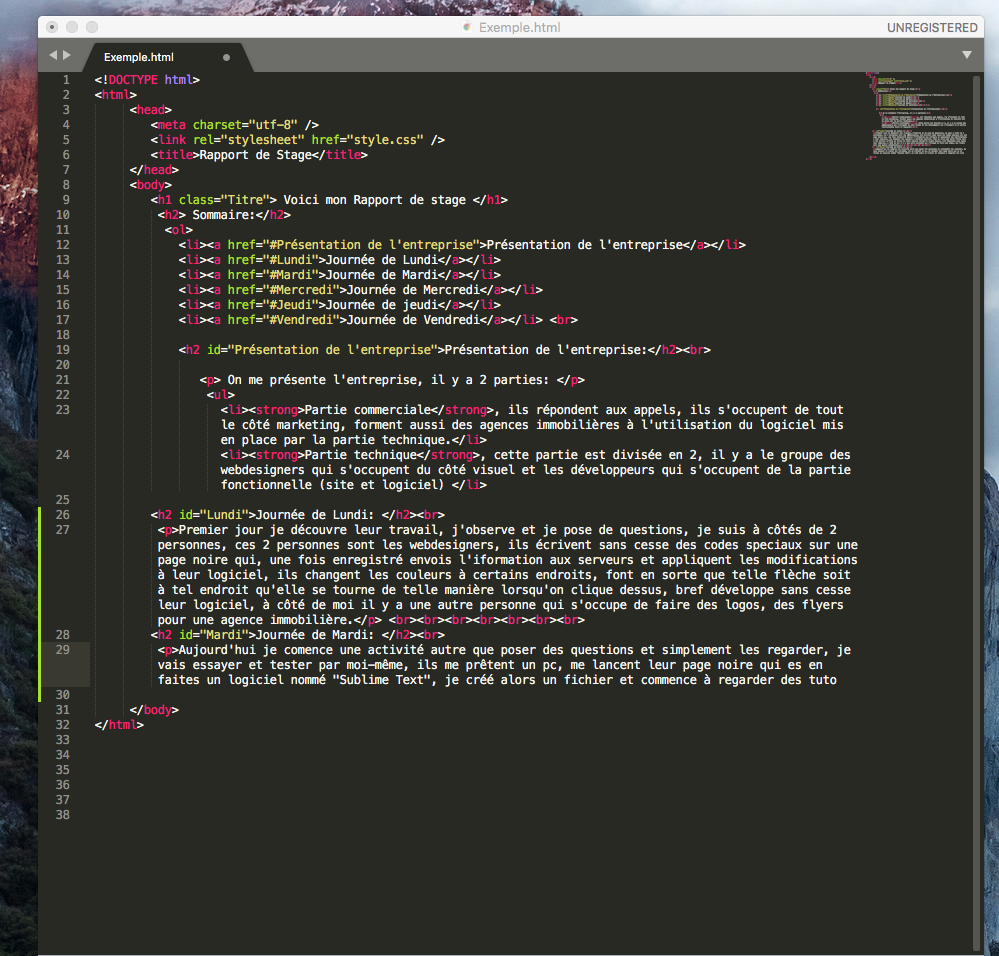 Exemple.html
UNREGISTERED
Exemple.html
1 <!DOCTYPE html>
2 <html>
3 <head>
4 <meta charset="utf-8" />
5 <link rel="stylesheet" href="style.css" />
6 <title>Rapport de Stage</title>
7 </head>
8 <body>
9 <h1 class="Titre"> Voici mon Rapport de stage </h1>
10 <h2> Sommaire:</h2>
11 <ol>
12 <li><a href="#Présentation de l'entreprise">Présentation de l'entreprise</a></li>
13 <li><a href="#Lundi">Journée de Lundi</a></li>
14 <li><a href="#Mardi">Journée de Mardi</a></li>
15 <li><a href="#Mercredi">Journée de Mercredi</a></li>
16 <li><a href="#Jeudi">Journée de jeudi</a></li>
17 <li><a href="#Vendredi">Journée de Vendredi</a></li> <br>
18
19 <h2 id="Présentation de l'entreprise">Présentation de l'entreprise:</h2><br>
20
21 <p> On me présente l'entreprise, il y a 2 parties: </p>
22 <ul>
23 <li><strong>Partie commerciale</strong>, ils répondent aux appels, ils s'occupent de tout
le côté marketing, forment aussi des agences immobilières à l'utilisation du logiciel mis
en place par la partie technique.</li>
24 <li><strong>Partie technique</strong>, cette partie est divisée en 2, il y a le groupe des
webdesigners qui s'occupent du côté visuel et les développeurs qui s'occupent de la partie
fonctionnelle (site et logiciel) </li>
25
26 <h2 id="Lundi">Journée de Lundi: </h2><br>
27 <p>Premier jour je découvre leur travail, j'observe et je pose de questions, je suis à côtés de 2
personnes, ces 2 personnes sont les webdesigners, ils écrivent sans cesse des codes speciaux sur une
page noire qui, une fois enregistré envois l'iformation aux serveurs et appliquent les modifications
à leur logiciel, ils changent les couleurs à certains endroits, font en sorte que telle flèche soit
à tel endroit qu'elle se tourne de telle manière lorsqu'on clique dessus, bref développe sans cesse
leur logiciel, à côté de moi il y a une autre personne qui s'occupe de faire des logos, des flyers
pour une agence immobilière.</p> <br><br><br><br><br><br><br>
28 <h2 id="Mardi">Journée de Mardi: </h2><br>
29 <p>Aujourd'hui je comence une activité autre que poser des questions et simplement les regarder, je
vais essayer et tester par moi-même, ils me prêtent un pc, me lancent leur page noire qui es en
faites un logiciel nommé "Sublime Text", je créé alors un fichier et commence à regarder des tuto
30
31 </body>
32 </html>
33
34
35
36
37
38